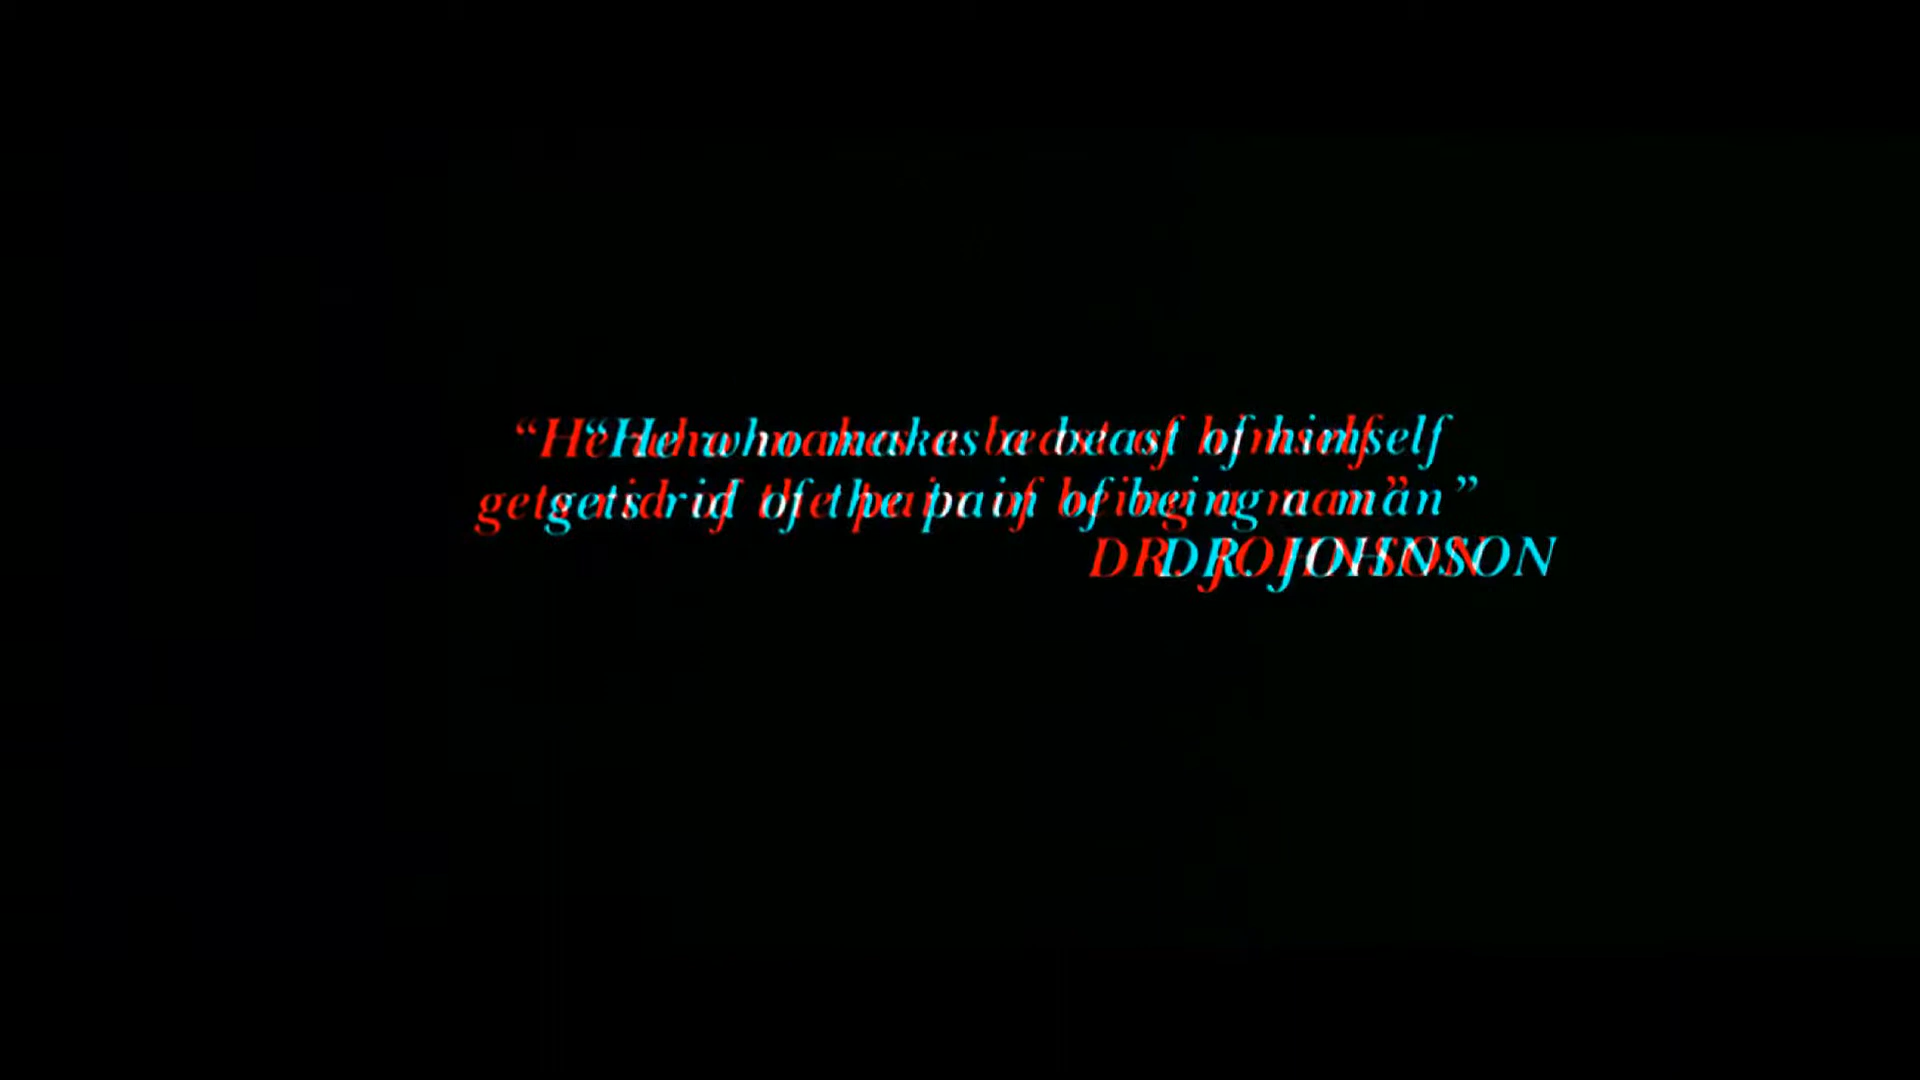 “He who makes a beast of himself
gets rid of the pain of being a man”
DR. JOHNSON